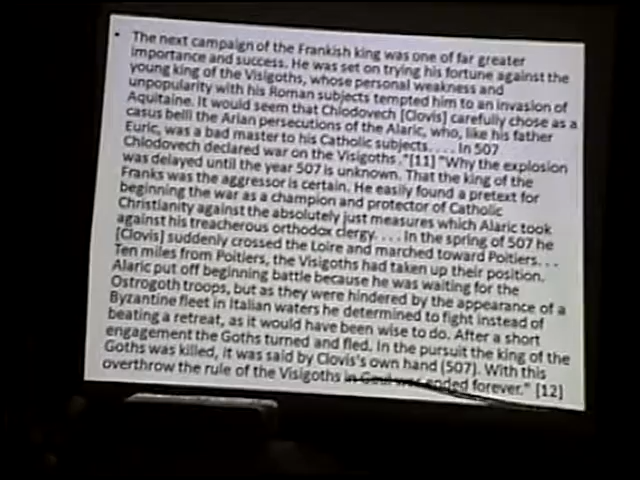 • The next campaign of the Frankish king was one of far greater
importance and success. He was set on trying his fortune against the
young king of the Visigoths, whose personal weakness and
unpopularity with his Roman subjects tempted him to an invasion of
Aquitaine. It would seem that Chlodovech [Clovis] carefully chose as a
casus belli the Arian persecutions of the Alaric, who, like his father
Euric, was a bad master to his Catholic subjects. . . . In 507
Chlodovech declared war on the Visigoths ."[11] "Why the explosion
was delayed until the year 507 is unknown. That the king of the
Franks was the aggressor is certain. He easily found a pretext for
beginning the war as a champion and protector of Catholic
Christianity against the absolutely just measures which Alaric took
against his treacherous orthodox clergy. . . . In the spring of 507 he
[Clovis] suddenly crossed the Loire and marched toward Poitiers. . .
Ten miles from Poitiers, the Visigoths had taken up their position.
Alaric put off beginning battle because he was waiting for the
Ostrogoth troops, but as they were hindered by the appearance of a
Byzantine fleet in Italian waters he determined to fight instead of
beating a retreat, as it would have been wise to do. After a short
engagement the Goths turned and fled. In the pursuit the king of the
Goths was killed, it was said by Clovis's own hand (507). With this
overthrow the rule of the Visigoths in Gaul was ended forever." [12]